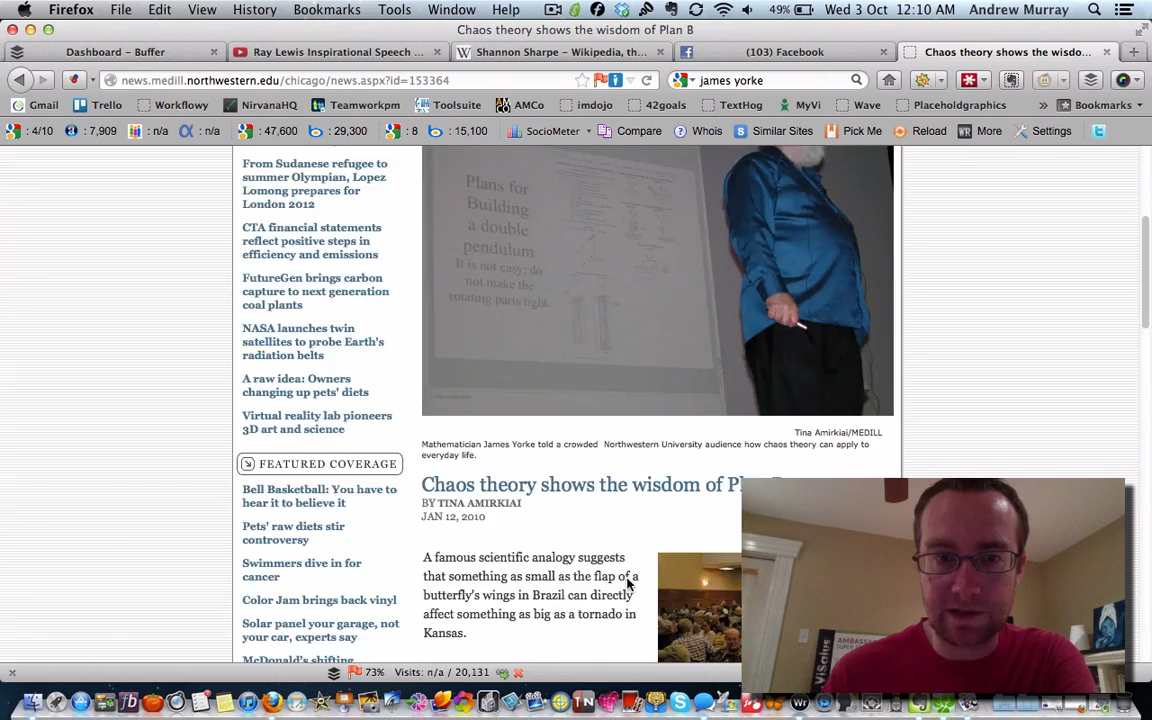 Firefox File Edit View History Bookmarks Tools Window Help 49% Wed 3 Oct 12:10 AM Andrew Murray
Chaos theory shows the wisdom of Plan B
Dashboard - Buffer Ray Lewis Inspirational Speech ... Shannon Sharpe - Wikipedia, th... (103) Facebook Chaos theory shows the wisdo...
news.medill.northwestern.edu/chicago/news.aspx?id=153364 james yorke
Gmail Trello Workflowy NirvanaHQ Teamworkpm Toolsuite AMCo imdojo 42goals TextHog MyVi Wave Placeholdgraphics » Bookmarks
: 4/10 : 7,909 : n/a : n/a : 47,600 : 29,300 : 8 : 15,100 SocioMeter Compare Whois Similar Sites Pick Me Reload More Settings
From Sudanese refugee to
summer Olympian, Lopez
Lomong prepares for
London 2012
CTA financial statements
reflect positive steps in
efficiency and emissions
FutureGen brings carbon
capture to next generation
coal plants
NASA launches twin
satellites to probe Earth's
radiation belts
A raw idea: Owners
changing up pets' diets
Virtual reality lab pioneers
3D art and science
FEATURED COVERAGE
Bell Basketball: You have to
hear it to believe it
Pets' raw diets stir
controversy
Swimmers dive in for
cancer
Color Jam brings back vinyl
Solar panel your garage, not
your car, experts say
McDonald's shifting
Plans for
Building
a double
pendulum
It is not easy; do
not make the
rotating parts tight.
Tina Amirkiai/MEDILL
Mathematician James Yorke told a crowded Northwestern University audience how chaos theory can apply to
everyday life.
Chaos theory shows the wisdom of Plan B
BY TINA AMIRKIAI
JAN 12, 2010
A famous scientific analogy suggests
that something as small as the flap of a
butterfly's wings in Brazil can directly
affect something as big as a tornado in
Kansas.
AMBASSA
ViSalus
73% Visits: n/a / 20,131